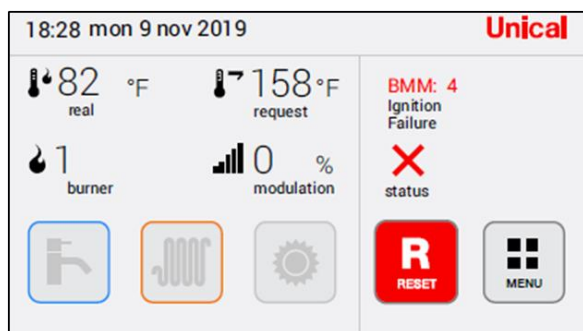 18:28 mon 9 nov 2019
Unical
82 °F
real
158 °F
request
BMM: 4
Ignition
Failure
1
burner
0 %
modulation
status
R
RESET
MENU